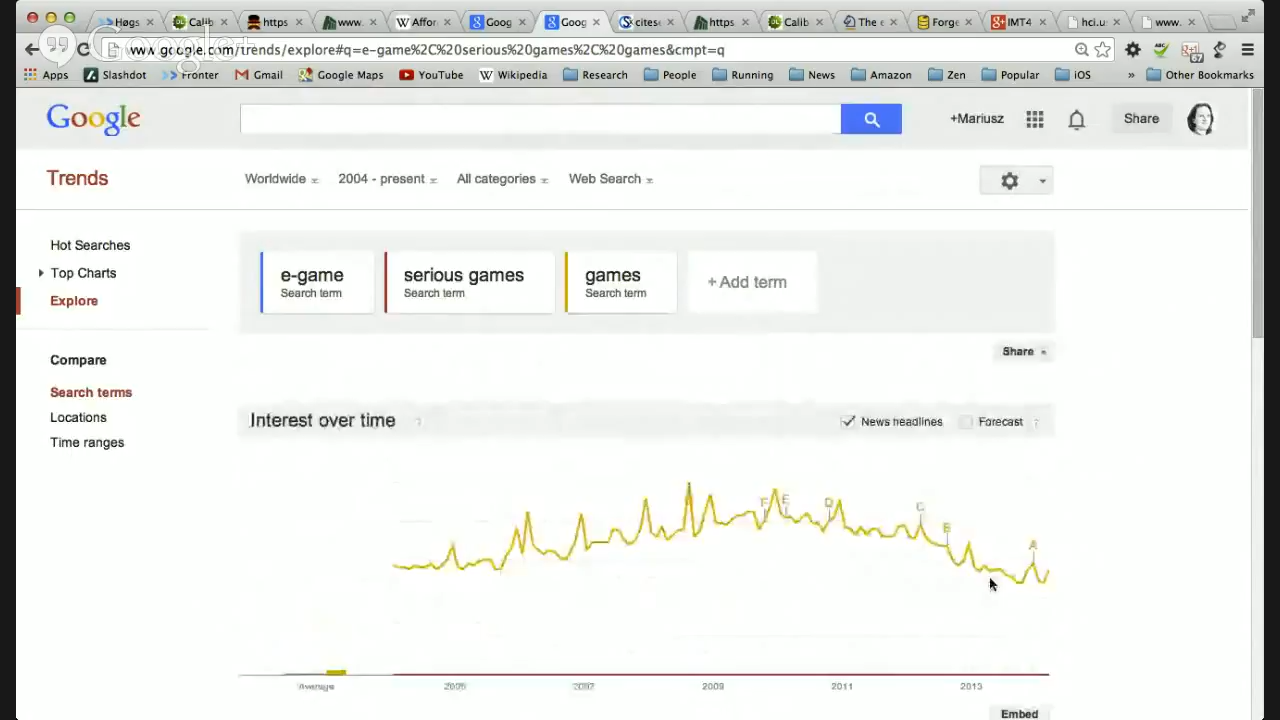 Høgs
Calib
https
www.
Affor
Goog
Goog
cites
https
Calib
The
Forg
IMT4
hci.u
www.
Google+
www.google.com/trends/explore#q=e-game%2C%20serious%20games%2C%20games&cmpt=q
Apps Slashdot Fronter Gmail Google Maps YouTube Wikipedia Research People Running News Amazon Zen Popular iOS » Other Bookmarks
Google +Mariusz Share
Trends Worldwide 2004 - present All categories Web Search
Hot Searches
Top Charts
Explore
Compare
Search terms
Locations
Time ranges
e-game
Search term
serious games
Search term
games
Search term
+ Add term
Share
Interest over time ? News headlines Forecast ?
F E D C B A
Average 2005 2007 2009 2011 2013
Embed